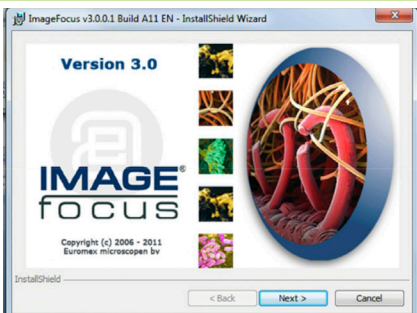 ImageFocus v3.0.0.1 Build A11 EN - InstallShield Wizard
Version 3.0
IMAGE®
focus
Copyright (c) 2006 - 2011
Euromex microscopen bv
InstallShield
< Back
Next >
Cancel